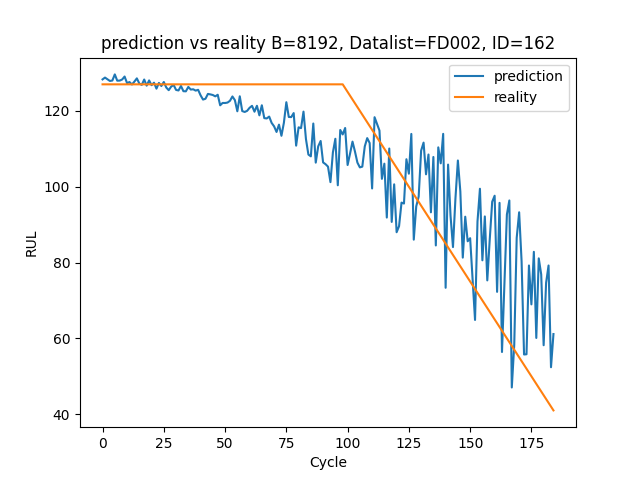 prediction vs reality B=8192, Datalist=FD002, ID=162
prediction
reality
RUL
120
100
80
60
40
0 25 50 75 100 125 150 175
Cycle